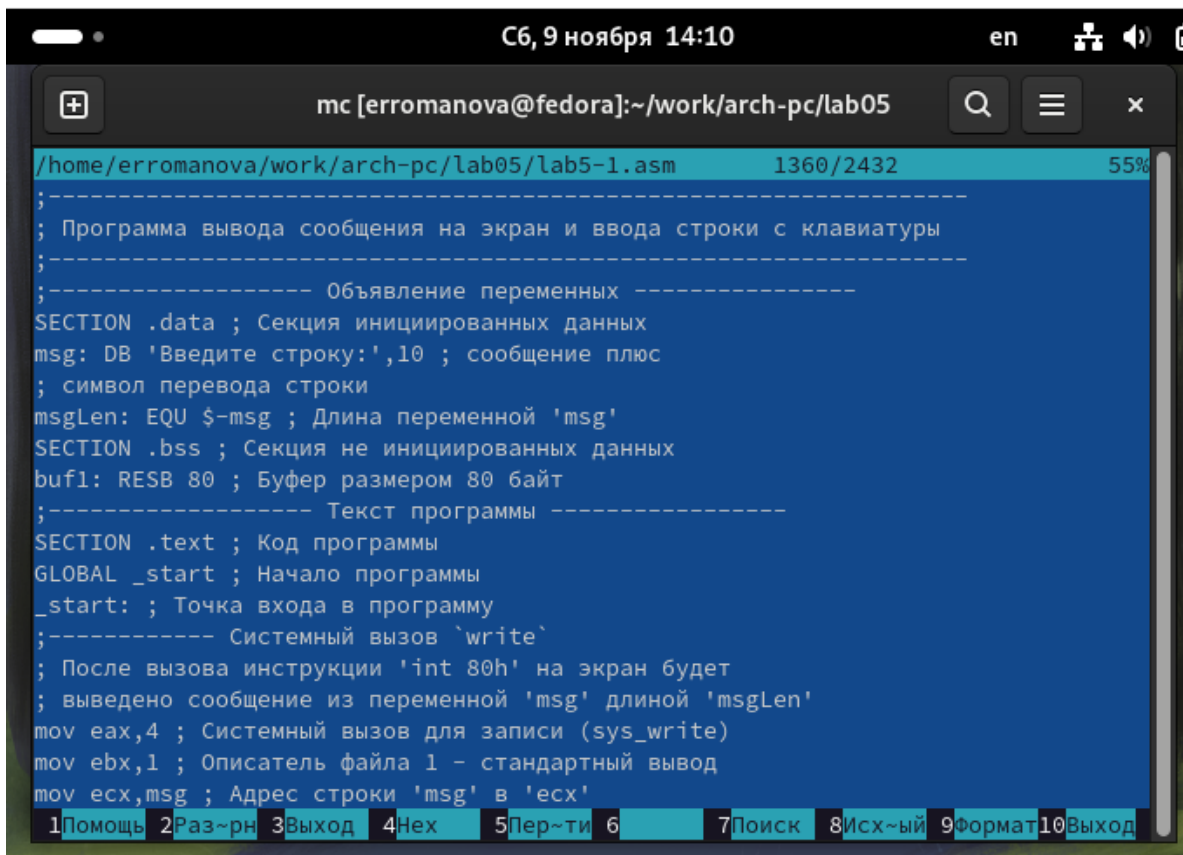 Сб, 9 ноября 14:10 en
mc [erromanova@fedora]:~/work/arch-pc/lab05
/home/erromanova/work/arch-pc/lab05/lab5-1.asm 1360/2432 55%
;------------------------------------------------------------------
; Программа вывода сообщения на экран и ввода строки с клавиатуры
;------------------------------------------------------------------
;------------------- Объявление переменных ----------------
SECTION .data ; Секция инициированных данных
msg: DB 'Введите строку:',10 ; сообщение плюс
; символ перевода строки
msgLen: EQU $-msg ; Длина переменной 'msg'
SECTION .bss ; Секция не инициированных данных
buf1: RESB 80 ; Буфер размером 80 байт
;------------------- Текст программы -----------------
SECTION .text ; Код программы
GLOBAL _start ; Начало программы
_start: ; Точка входа в программу
;------------ Системный вызов `write`
; После вызова инструкции 'int 80h' на экран будет
; выведено сообщение из переменной 'msg' длиной 'msgLen'
mov eax,4 ; Системный вызов для записи (sys_write)
mov ebx,1 ; Описатель файла 1 - стандартный вывод
mov ecx,msg ; Адрес строки 'msg' в 'ecx'
1Помощь 2Раз~рн 3Выход 4Hex 5Пер~ти 6 7Поиск 8Исх~ый 9Формат 10Выход